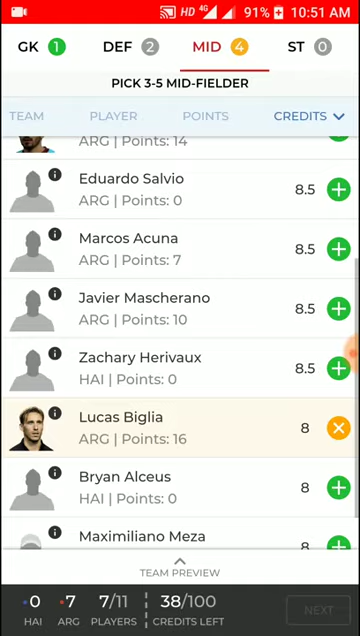 HD 4G 91% 10:51 AM
GK 1 DEF 2 MID 4 ST 0
PICK 3-5 MID-FIELDER
TEAM PLAYER POINTS CREDITS
ARG | Points: 14
Eduardo Salvio
ARG | Points: 0
8.5
Marcos Acuna
ARG | Points: 7
8.5
Javier Mascherano
ARG | Points: 10
8.5
Zachary Herivaux
HAI | Points: 0
8.5
Lucas Biglia
ARG | Points: 16
8
Bryan Alceus
HAI | Points: 0
8
Maximiliano Meza
8
TEAM PREVIEW
0 7 7/11 38/100
HAI ARG PLAYERS CREDITS LEFT
NEXT